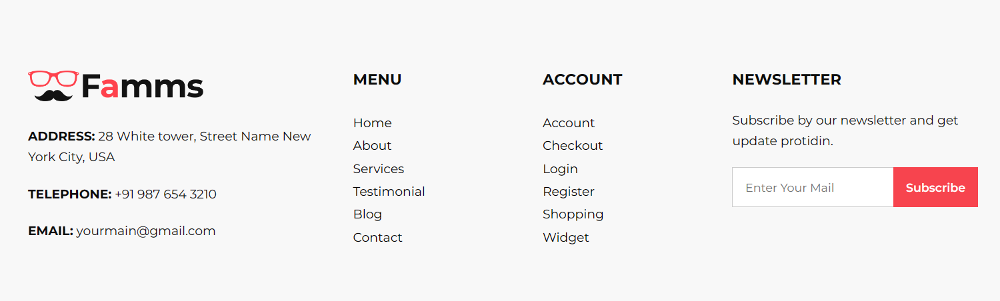 Famms
ADDRESS: 28 White tower, Street Name New
York City, USA
TELEPHONE: +91 987 654 3210
EMAIL: yourmain@gmail.com
MENU
Home
About
Services
Testimonial
Blog
Contact
ACCOUNT
Account
Checkout
Login
Register
Shopping
Widget
NEWSLETTER
Subscribe by our newsletter and get
update protidin.
Enter Your Mail
Subscribe